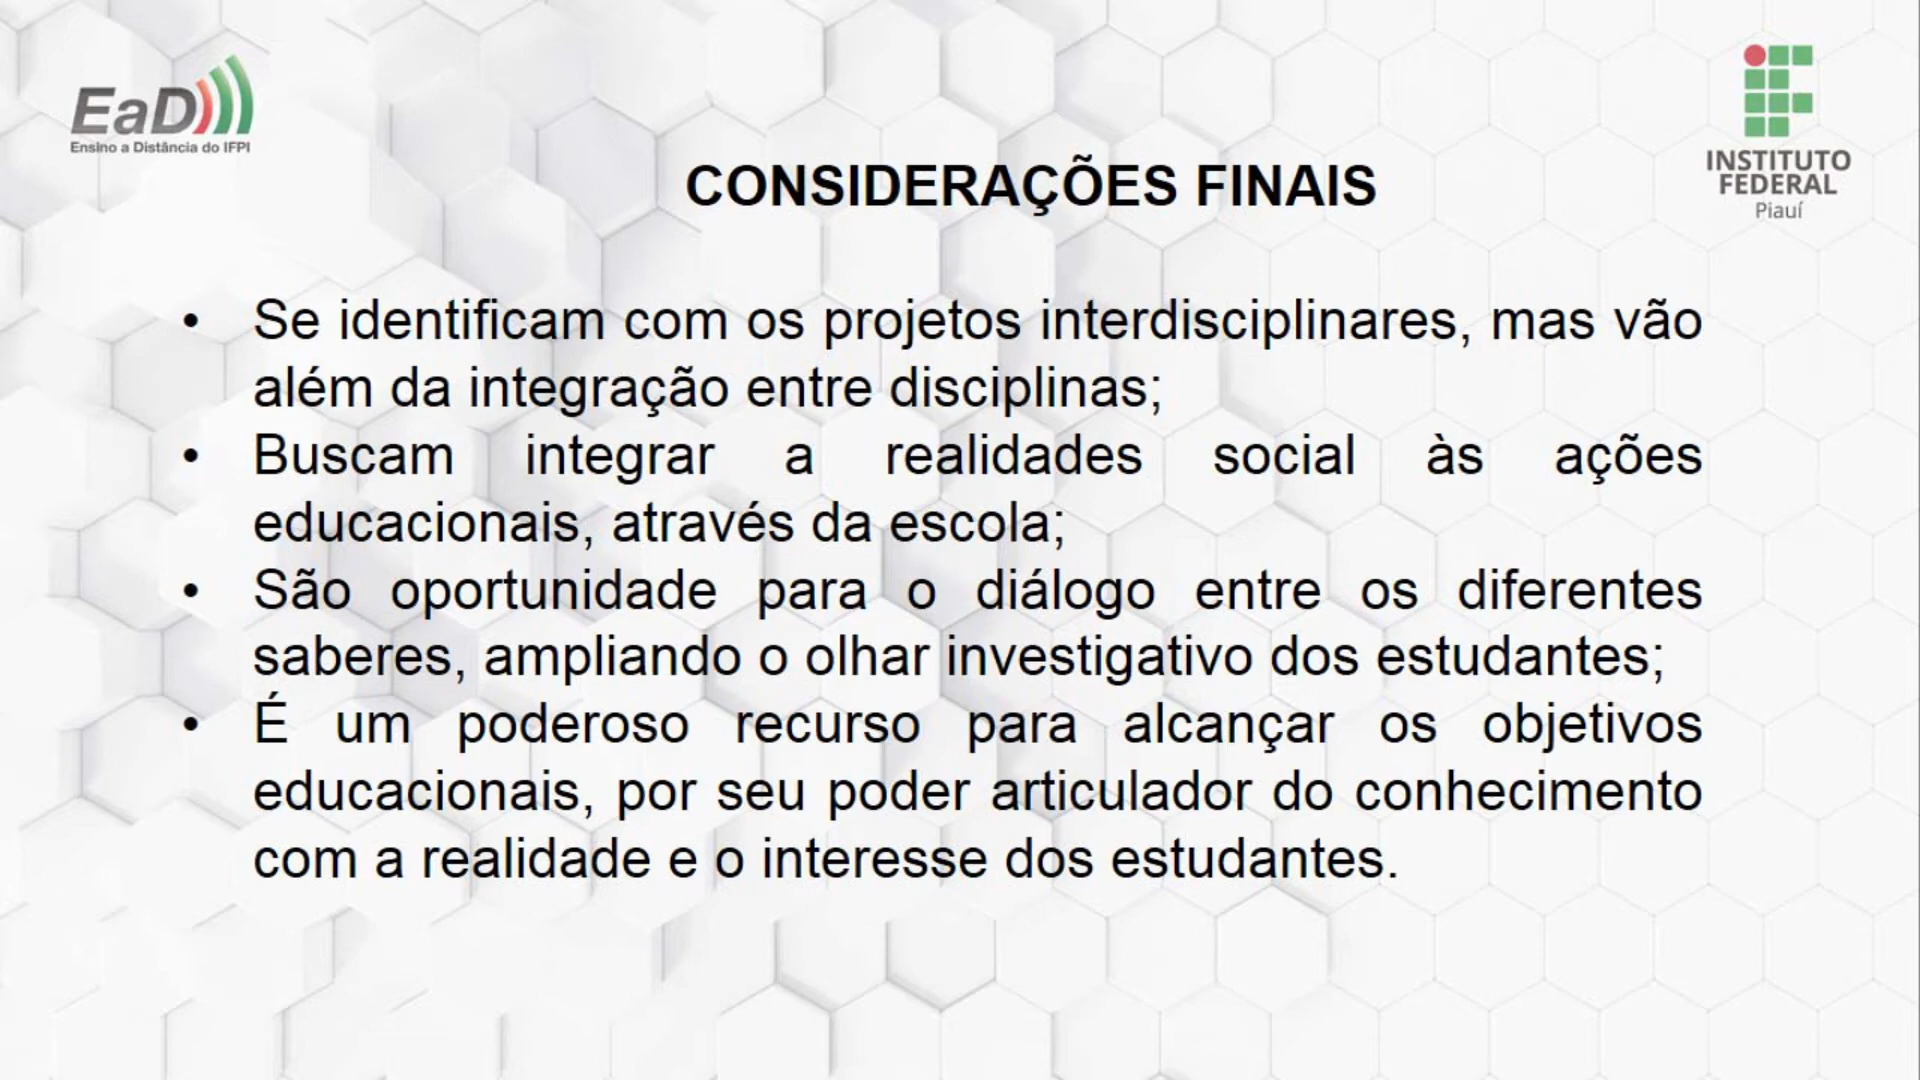 EaD
Ensino a Distância do IFPI
INSTITUTO
FEDERAL
Piauí
CONSIDERAÇÕES FINAIS
• Se identificam com os projetos interdisciplinares, mas vão
além da integração entre disciplinas;
• Buscam integrar a realidades social às ações
educacionais, através da escola;
• São oportunidade para o diálogo entre os diferentes
saberes, ampliando o olhar investigativo dos estudantes;
• É um poderoso recurso para alcançar os objetivos
educacionais, por seu poder articulador do conhecimento
com a realidade e o interesse dos estudantes.